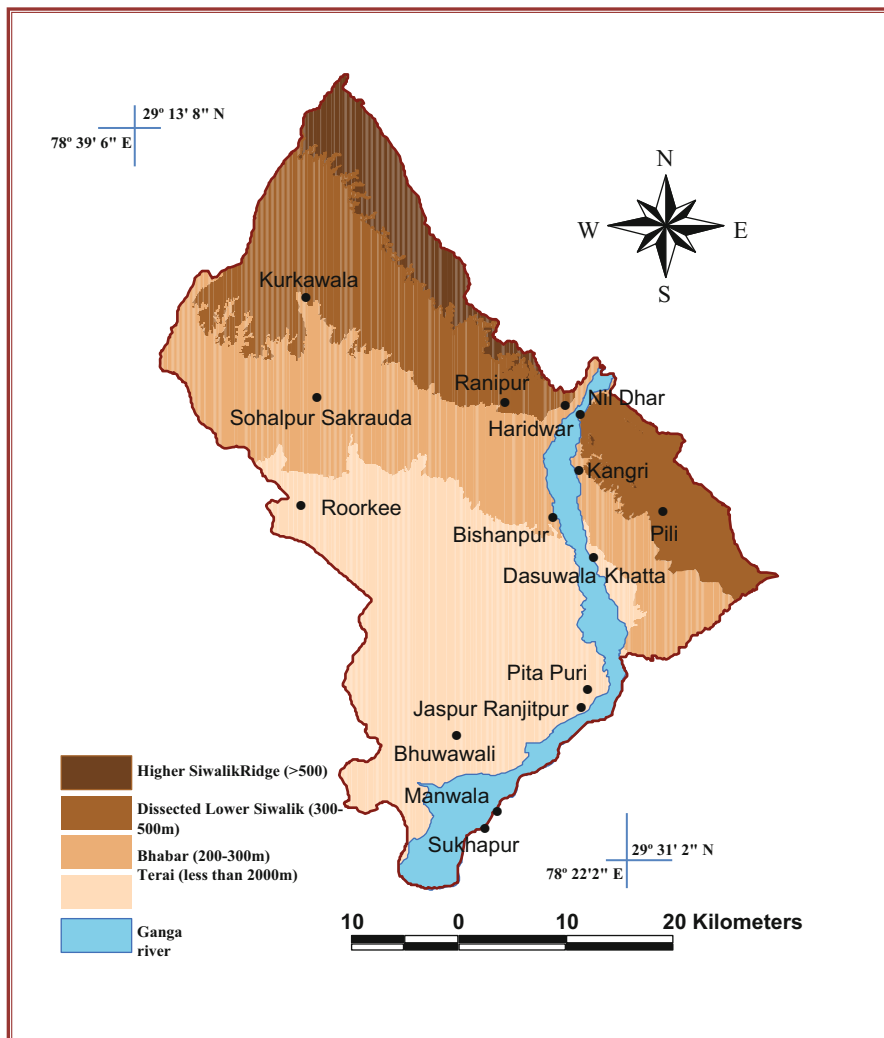 29º 13' 8" N
78º 39' 6" E
N
W E
S
Kurkawala
Ranipur
Nil Dhar
Sohalpur Sakrauda
Haridwar
Kangri
Roorkee
Bishanpur
Pili
Dasuwala Khatta
Pita Puri
Jaspur Ranjitpur
Bhuwawali
Manwala
Sukhapur
Higher SiwalikRidge (>500)
Dissected Lower Siwalik (300-
500m)
Bhabar (200-300m)
Terai (less than 2000m)
Ganga
river
29º 31' 2" N
78º 22'2" E
10 0 10 20 Kilometers